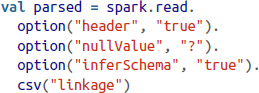 val parsed = spark.read.
option("header", "true").
option("nullValue", "?").
option("inferSchema", "true").
csv("linkage")